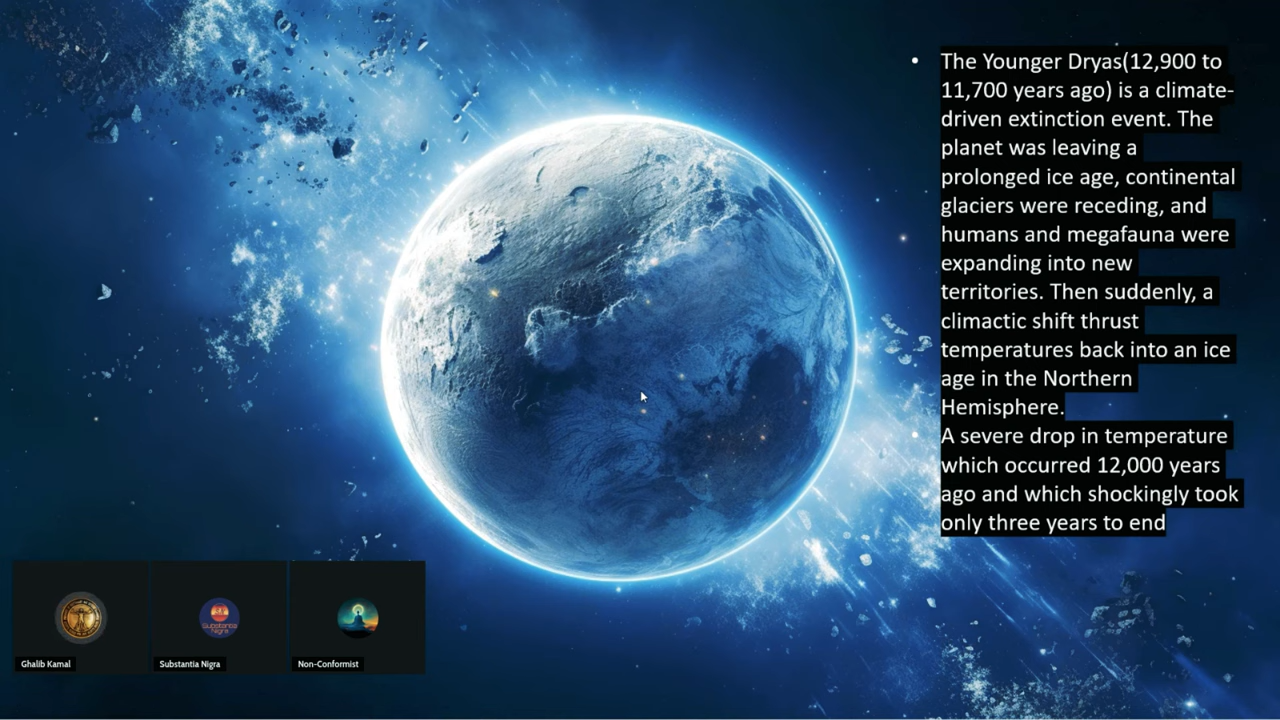 • The Younger Dryas(12,900 to
11,700 years ago) is a climate-
driven extinction event. The
planet was leaving a
prolonged ice age, continental
glaciers were receding, and
humans and megafauna were
expanding into new
territories. Then suddenly, a
climactic shift thrust
temperatures back into an ice
age in the Northern
Hemisphere.
• A severe drop in temperature
which occurred 12,000 years
ago and which shockingly took
only three years to end
Substantia
Nigra
Ghalib Kamal
Substantia Nigra
Non-Conformist